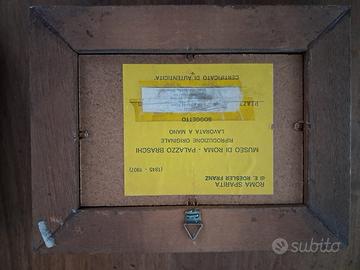 ROMA SPARITA
di E. ROESLER FRANZ
(1845 - 1907)
MUSEO DI ROMA - PALAZZO BRASCHI
RIPRODUZIONE ORIGINALE
LAVORATA A MANO
SOGGETTO
CERTIFICATO DI AUTENTICITÀ
subito